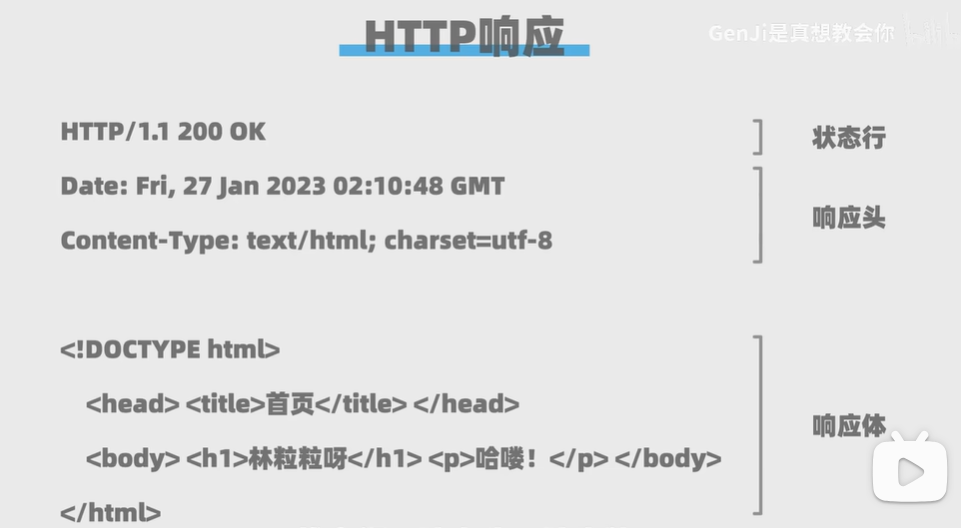 HTTP响应
GenJi是真想教会你
HTTP/1.1 200 OK
状态行
Date: Fri, 27 Jan 2023 02:10:48 GMT
响应头
Content-Type: text/html; charset=utf-8
<!DOCTYPE html>
<head> <title>首页</title> </head>
响应体
<body> <h1>林粒粒呀</h1> <p>哈喽！</p> </body>
</html>